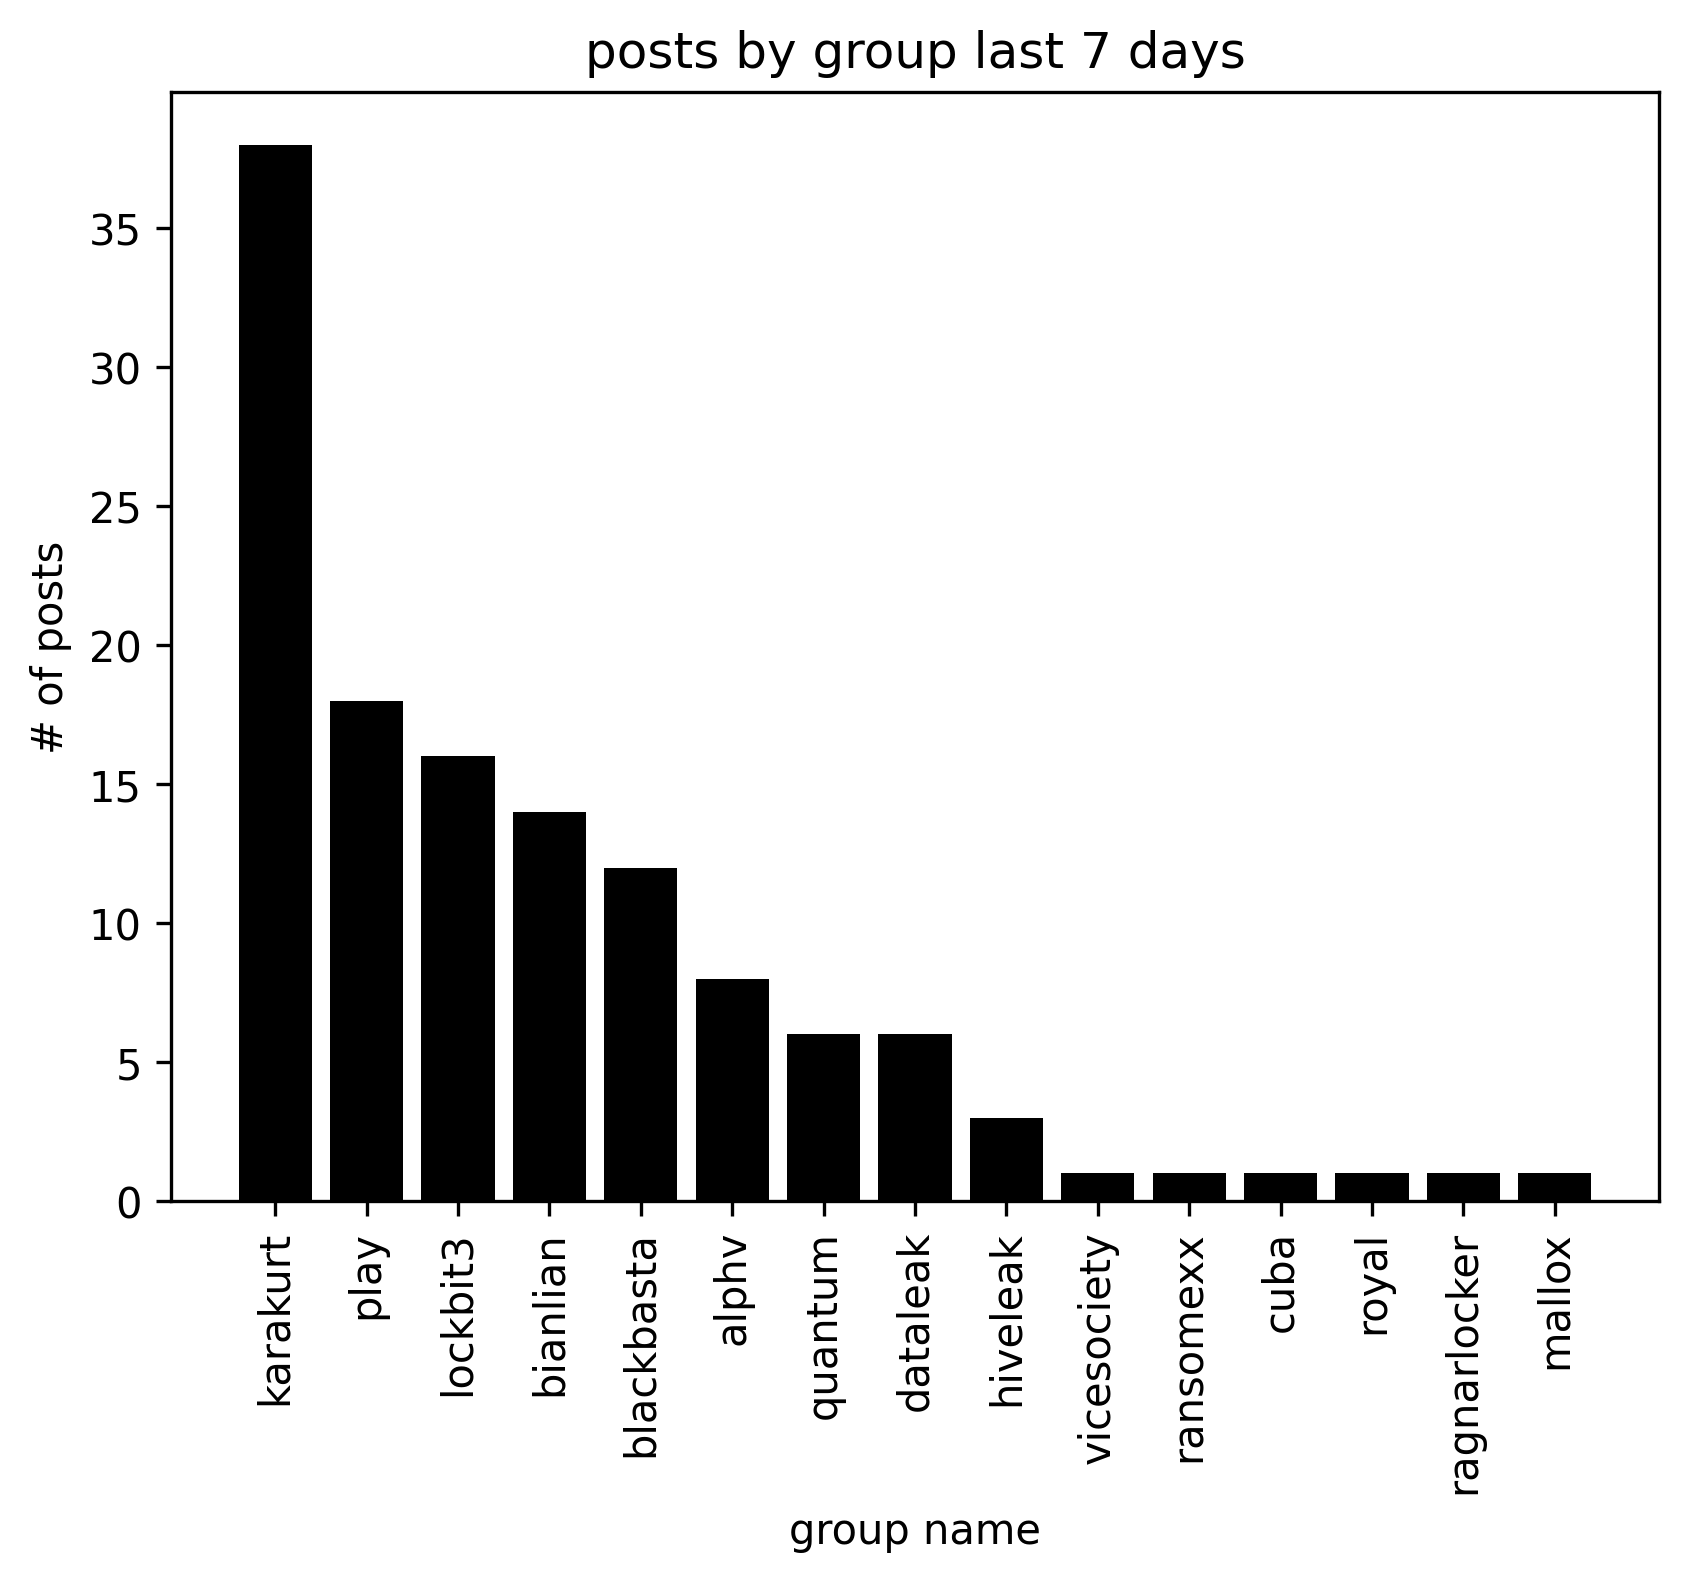 posts by group last 7 days
# of posts
35
30
25
20
15
10
5
0
karakurt
play
lockbit3
bianlian
blackbasta
alphv
quantum
dataleak
hiveleak
vicesociety
ransomexx
cuba
royal
ragnarlocker
mallox
group name